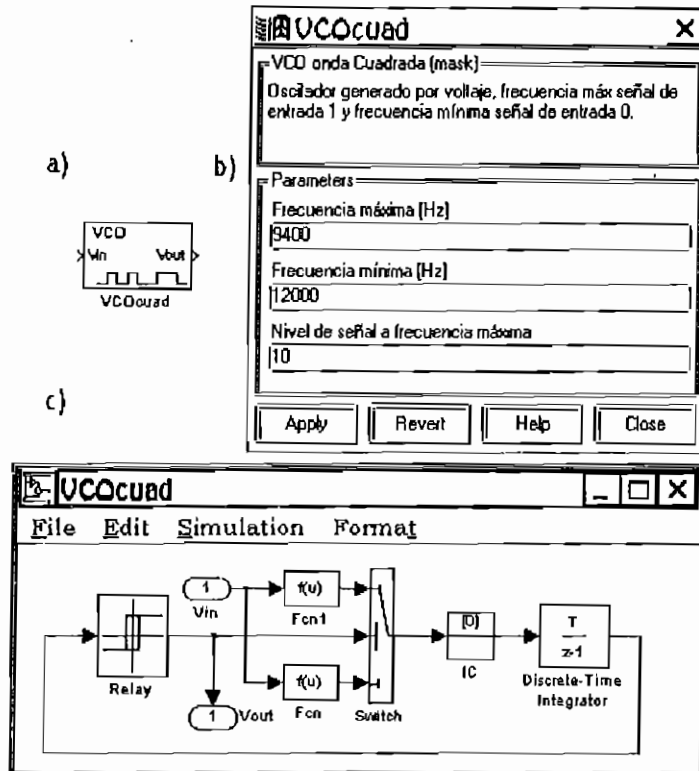 a)
VCO
Vin Vout
VCOcuad
b)
VCOcuad
VCO onda Cuadrada (mask)
Oscilador generado por voltaje, frecuencia máx señal de
entrada 1 y frecuencia mínima señal de entrada 0.
Parameters
Frecuencia máxima (Hz)
9400
Frecuencia mínima (Hz)
12000
Nivel de señal a frecuencia máxima
10
Apply Revert Help Close
c)
VCOcuad
File Edit Simulation Format
Relay
1
Vin
1
Vout
f(u)
Fcn1
f(u)
Fcn
Switch
[0]
IC
T
z-1
Discrete-Time
Integrator